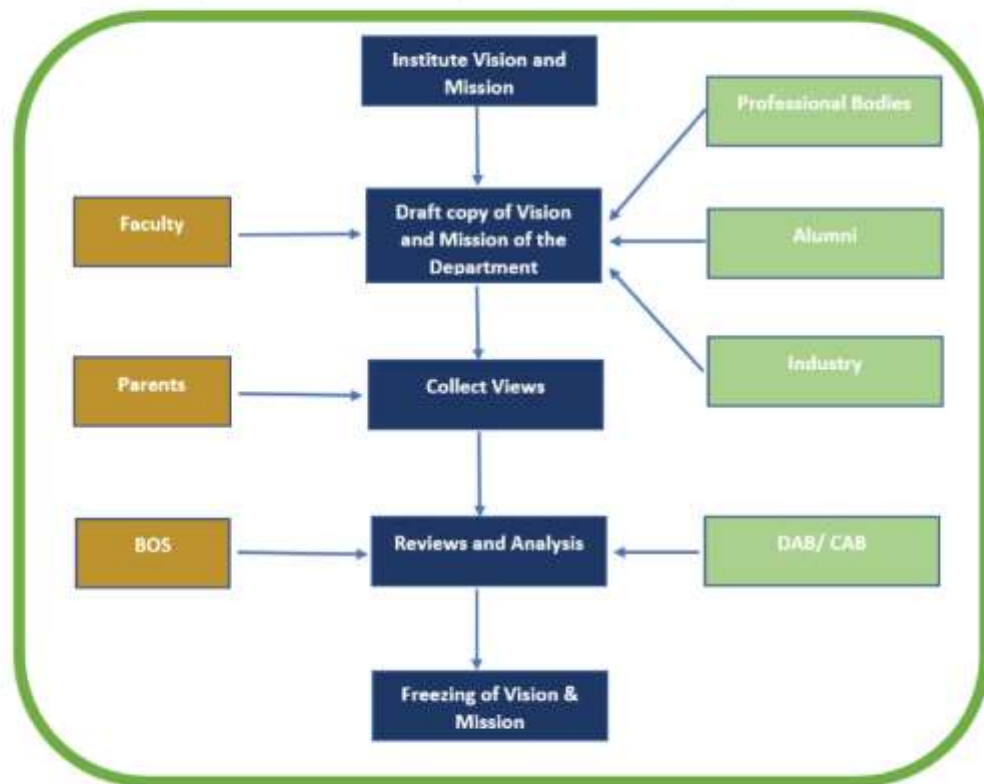 Institute Vision and
Mission
Professional Bodies
Faculty
Draft copy of Vision
and Mission of the
Department
Alumni
Parents
Collect Views
Industry
BOS
Reviews and Analysis
DAB/ CAB
Freezing of Vision &
Mission